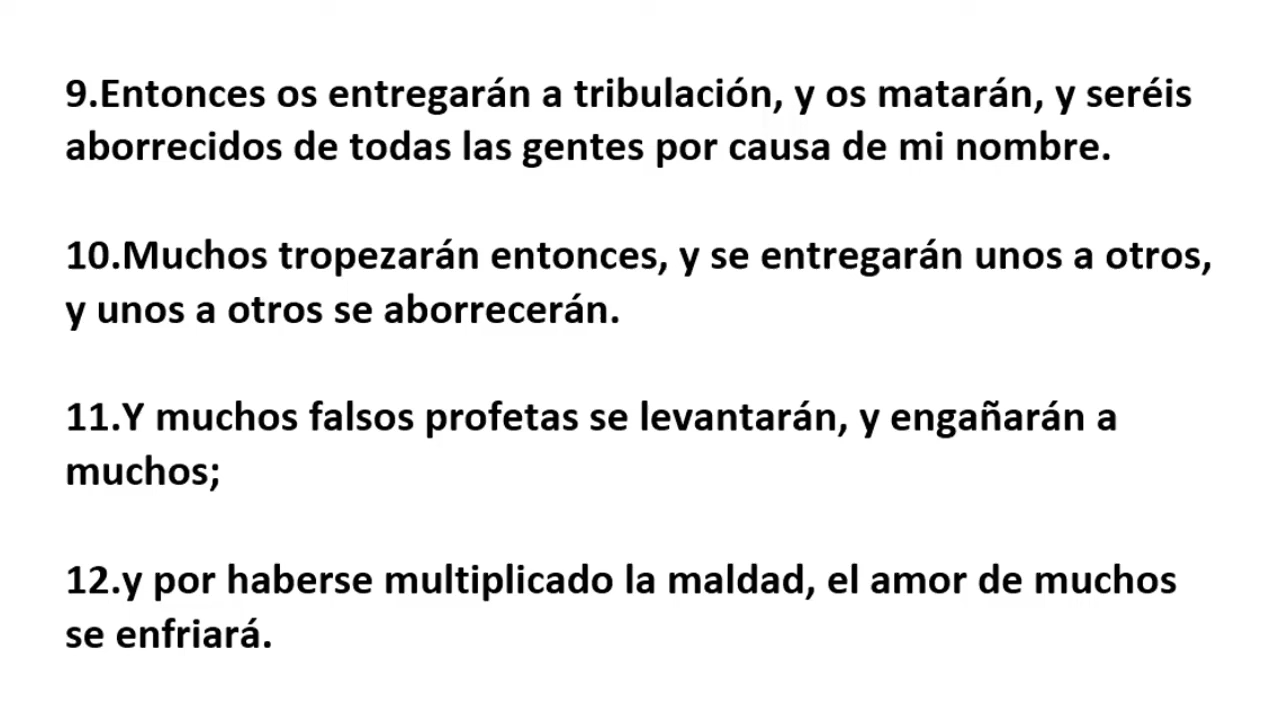 9.Entonces os entregarán a tribulación, y os matarán, y seréis
aborrecidos de todas las gentes por causa de mi nombre.
10.Muchos tropezarán entonces, y se entregarán unos a otros,
y unos a otros se aborrecerán.
11.Y muchos falsos profetas se levantarán, y engañarán a
muchos;
12.y por haberse multiplicado la maldad, el amor de muchos
se enfriará.